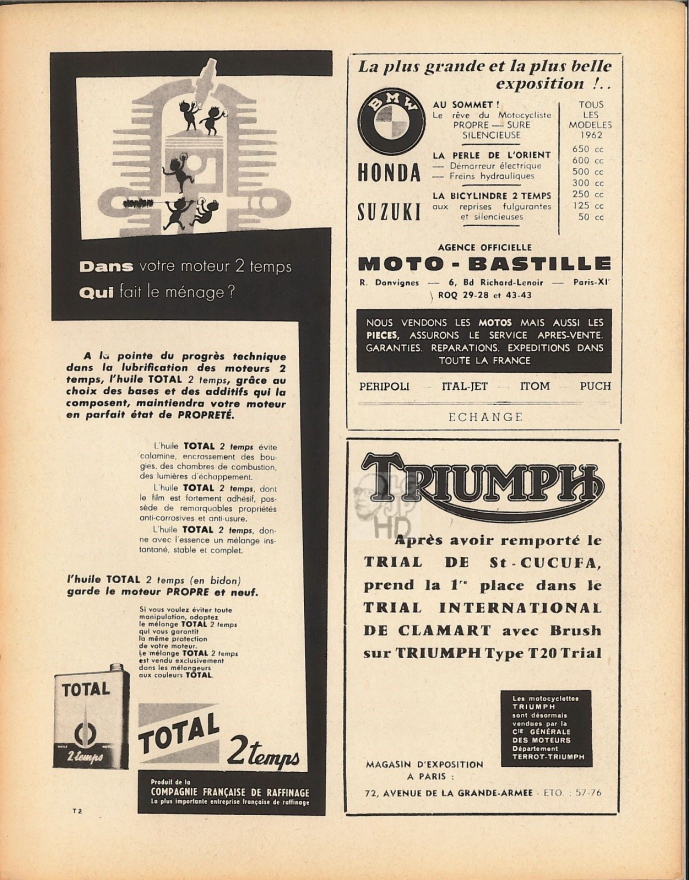 Dans votre moteur 2 temps
Qui fait le ménage ?
A la pointe du progrès technique
dans la lubrification des moteurs 2
temps, l'huile TOTAL 2 temps, grâce au
choix des bases et des additifs qui la
composent, maintiendra votre moteur
en parfait état de PROPRETÉ.
L'huile TOTAL 2 temps évite
calamine, encrassement des bou-
gies, des chambres de combustion,
des lumières d'échappement.
L'huile TOTAL 2 temps, dont
le film est fortement adhésif, pos-
sède de remarquables propriétés
anti-corrosives et anti-usure.
L'huile TOTAL 2 temps, don-
ne avec l'essence un mélange ins-
tantané, stable et complet.
l'huile TOTAL 2 temps (en bidon)
garde le moteur PROPRE et neuf.
Si vous voulez éviter toute
manipulation, adoptez
le mélange TOTAL 2 temps
qui vous garantit
la même protection
de votre moteur.
Le mélange TOTAL 2 temps
est vendu exclusivement
dans les mélangeurs
aux couleurs TOTAL.
TOTAL
2 temps
TOTAL
2 temps
Produit de la
COMPAGNIE FRANÇAISE DE RAFFINAGE
La plus importante entreprise française de raffinage
T 2
La plus grande et la plus belle
exposition !..
BMW
AU SOMMET !
Le rêve du Motocycliste
PROPRE — SURE
SILENCIEUSE
HONDA
LA PERLE DE L'ORIENT
— Démarreur électrique
— Freins hydrauliques
SUZUKI
LA BICYLINDRE 2 TEMPS
aux reprises fulgurantes
et silencieuses
TOUS
LES
MODELES
1962
650 cc
600 cc
500 cc
300 cc
250 cc
125 cc
50 cc
AGENCE OFFICIELLE
MOTO - BASTILLE
R. Danvignes — 6, Bd Richard-Lenoir — Paris-XIe
ROQ 29-28 et 43-43
NOUS VENDONS LES MOTOS MAIS AUSSI LES
PIECES, ASSURONS LE SERVICE APRES-VENTE.
GARANTIES. REPARATIONS. EXPEDITIONS DANS
TOUTE LA FRANCE
PERIPOLI — ITAL-JET — ITOM — PUCH
ECHANGE
TRIUMPH
HD
Après avoir remporté le
TRIAL DE St-CUCUFA,
prend la 1re place dans le
TRIAL INTERNATIONAL
DE CLAMART avec Brush
sur TRIUMPH Type T20 Trial
Les motocyclettes
TRIUMPH
sont désormais
vendues par la
Cie GÉNÉRALE
DES MOTEURS
Département
TERROT-TRIUMPH
MAGASIN D'EXPOSITION
A PARIS :
72, AVENUE DE LA GRANDE-ARMEE - ETO. : 57-76